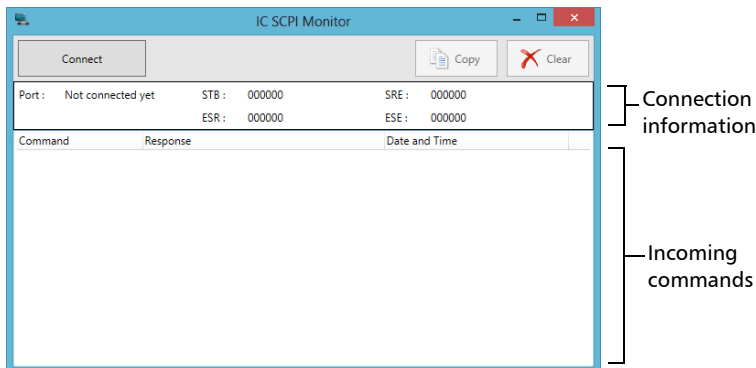 IC SCPI Monitor
Connect
Copy
Clear
Port : Not connected yet STB : 000000 SRE : 000000
ESR : 000000 ESE : 000000
Connection
information
Command Response Date and Time
Incoming
commands